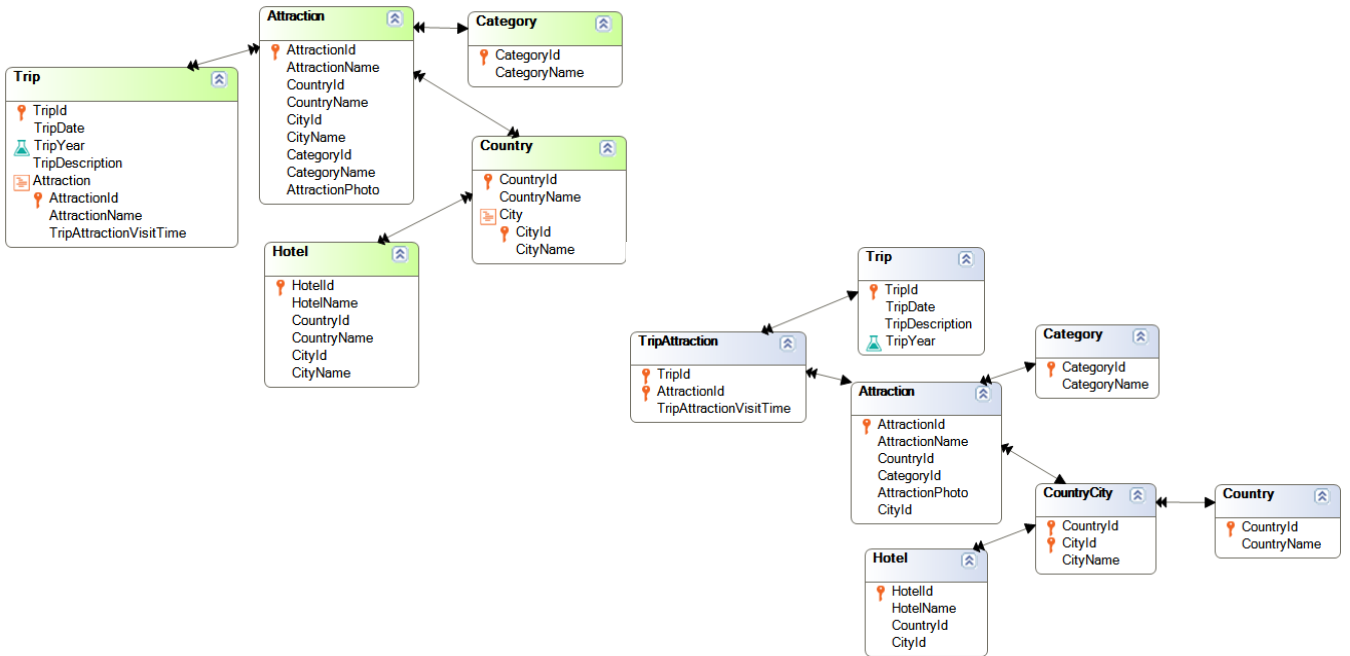 Attraction
AttractionId
AttractionName
CountryId
CountryName
CityId
CityName
CategoryId
CategoryName
AttractionPhoto
Category
CategoryId
CategoryName
Trip
TripId
TripDate
TripYear
TripDescription
Attraction
AttractionId
AttractionName
TripAttractionVisitTime
Country
CountryId
CountryName
City
CityId
CityName
Hotel
HotelId
HotelName
CountryId
CountryName
CityId
CityName
Trip
TripId
TripDate
TripDescription
TripYear
TripAttraction
TripId
AttractionId
TripAttractionVisitTime
Category
CategoryId
CategoryName
Attraction
AttractionId
AttractionName
CountryId
CategoryId
AttractionPhoto
CityId
CountryCity
CountryId
CityId
CityName
Country
CountryId
CountryName
Hotel
HotelId
HotelName
CountryId
CityId